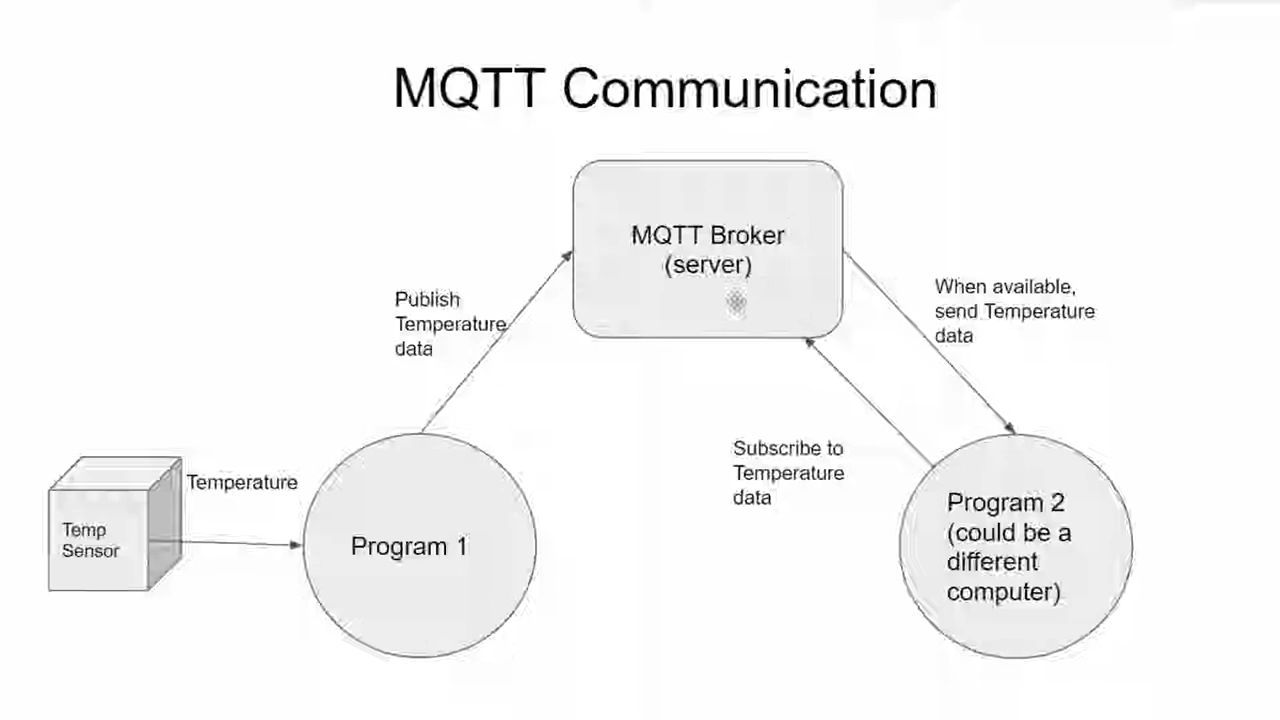 MQTT Communication
MQTT Broker
(server)
Publish
Temperature
data
When available,
send Temperature
data
Subscribe to
Temperature
data
Temperature
Temp
Sensor
Program 1
Program 2
(could be a
different
computer)